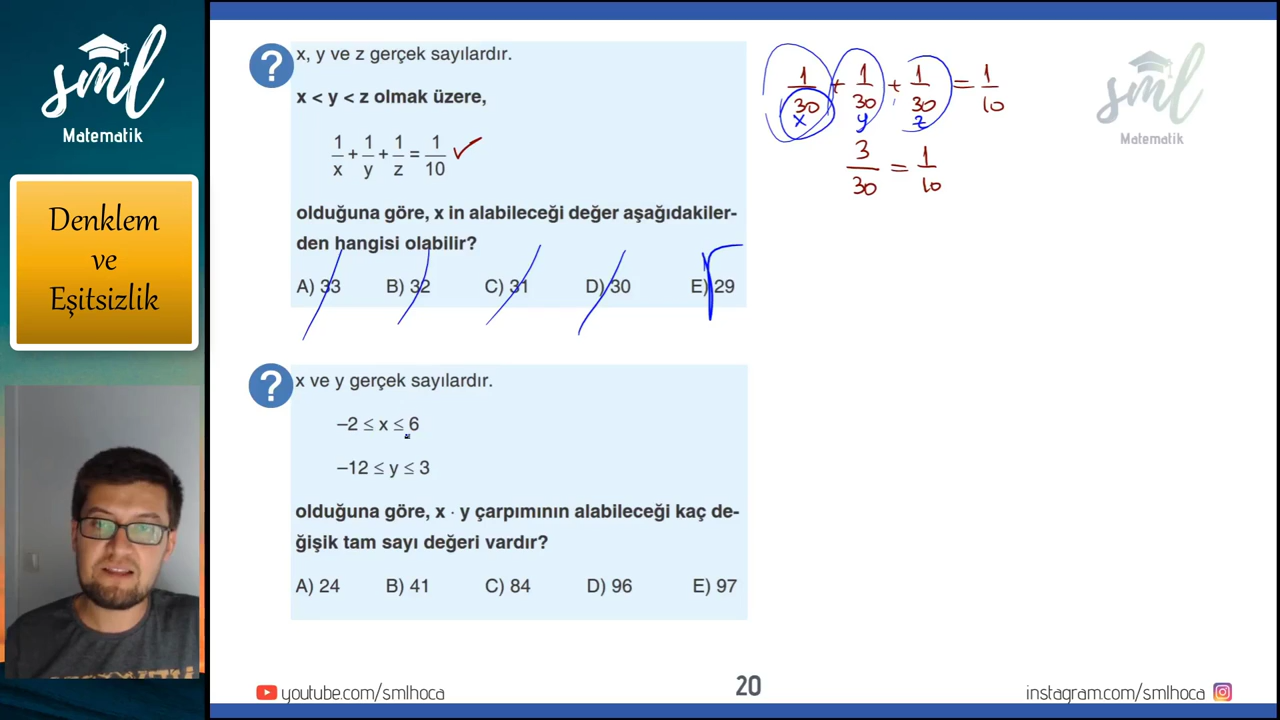 sml
Matematik
Denklem
ve
Eşitsizlik
?
x, y ve z gerçek sayılardır.
x < y < z olmak üzere,
1/x + 1/y + 1/z = 1/10 ✓
olduğuna göre, x in alabileceği değer aşağıdakiler-
den hangisi olabilir?
A) 33 B) 32 C) 31 D) 30 E) 29
1/30 + 1/30 + 1/30 = 1/10
x y z
3/30 = 1/10
sml
Matematik
?
x ve y gerçek sayılardır.
–2 ≤ x ≤ 6
–12 ≤ y ≤ 3
olduğuna göre, x · y çarpımının alabileceği kaç de-
ğişik tam sayı değeri vardır?
A) 24 B) 41 C) 84 D) 96 E) 97
youtube.com/smlhoca
20
instagram.com/smlhoca